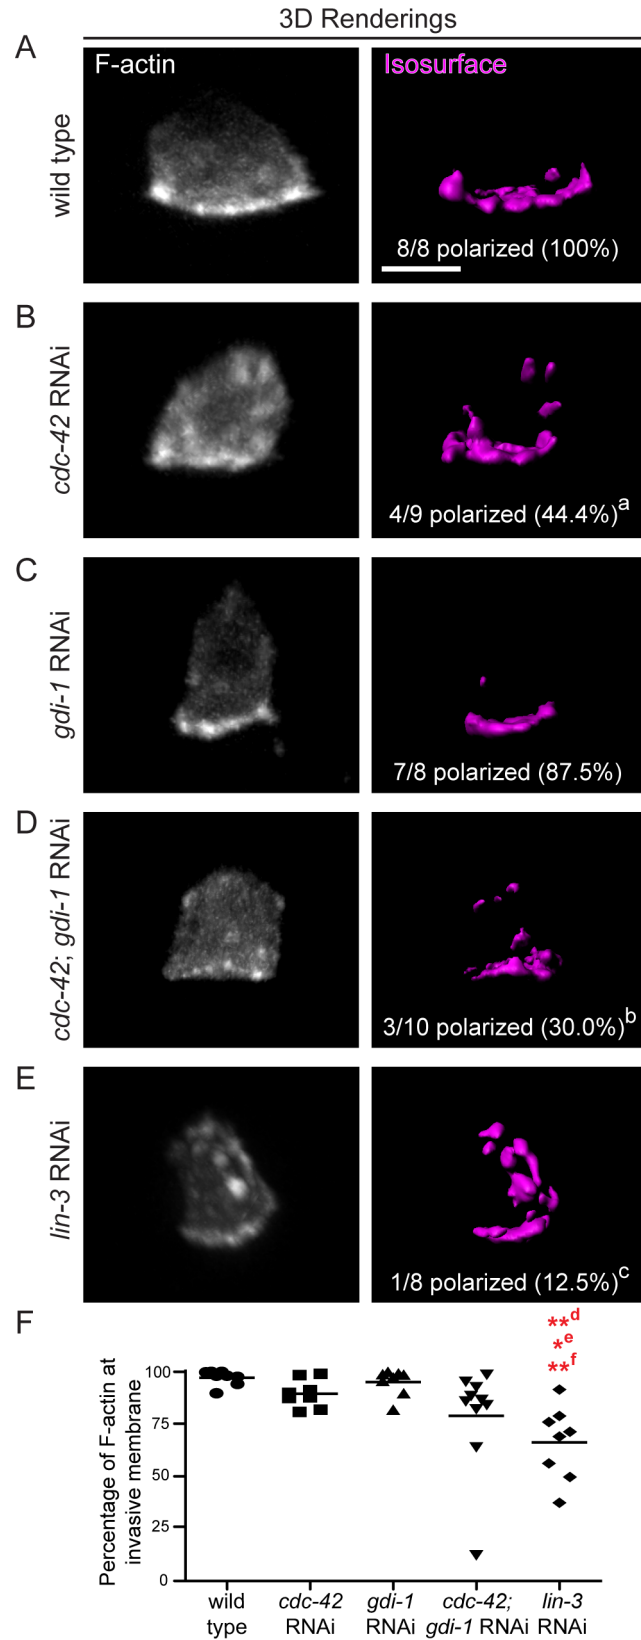 3D Renderings
A
F-actin
Isosurface
wild type
8/8 polarized (100%)
B
cdc-42 RNAi
4/9 polarized (44.4%)a
C
gdi-1 RNAi
7/8 polarized (87.5%)
D
cdc-42; gdi-1 RNAi
3/10 polarized (30.0%)b
E
lin-3 RNAi
1/8 polarized (12.5%)c
F
**d
*e
**f
Percentage of F-actin at
invasive membrane
100
75
50
25
0
wild
type
cdc-42
RNAi
gdi-1
RNAi
cdc-42;
gdi-1 RNAi
lin-3
RNAi